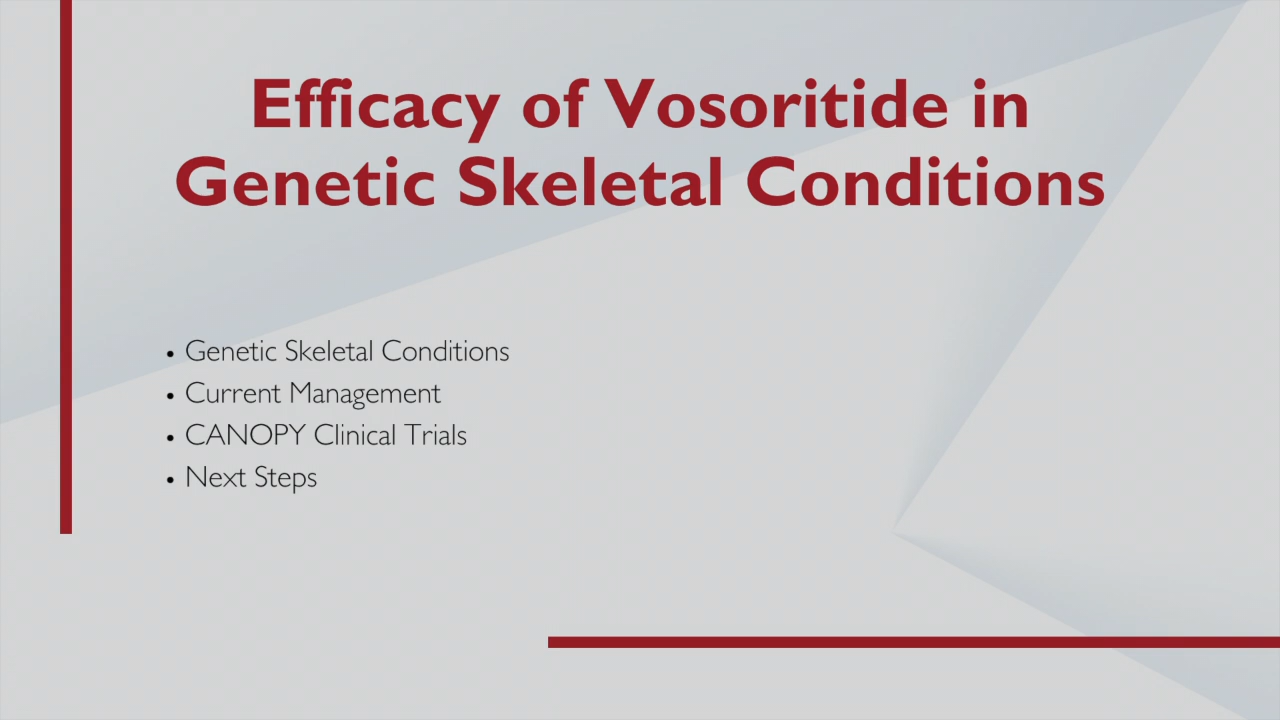 Efficacy of Vosoritide in
Genetic Skeletal Conditions
• Genetic Skeletal Conditions
• Current Management
• CANOPY Clinical Trials
• Next Steps